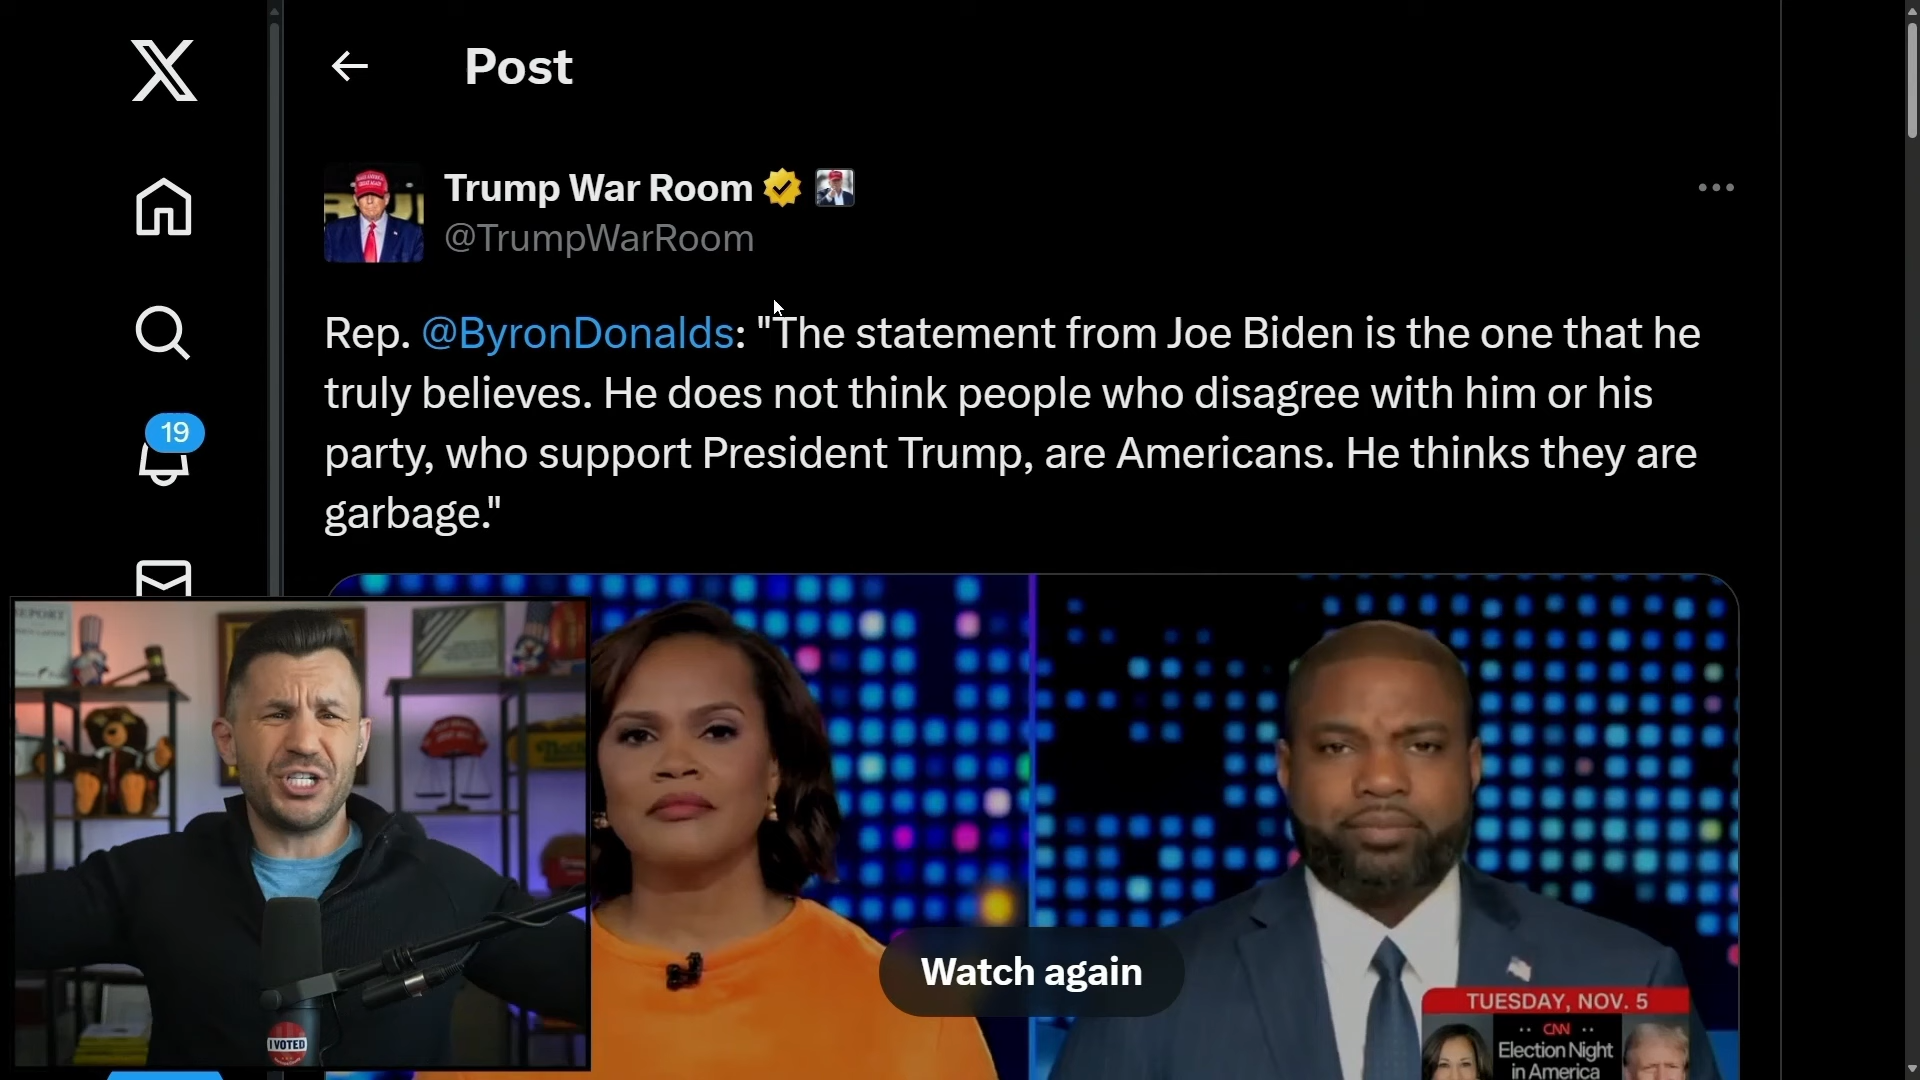 Post
Trump War Room
@TrumpWarRoom
Rep. @ByronDonalds: "The statement from Joe Biden is the one that he
truly believes. He does not think people who disagree with him or his
party, who support President Trump, are Americans. He thinks they are
garbage."
19
REPORT
I VOTED
Watch again
TUESDAY, NOV. 5
CNN
Election Night
in America